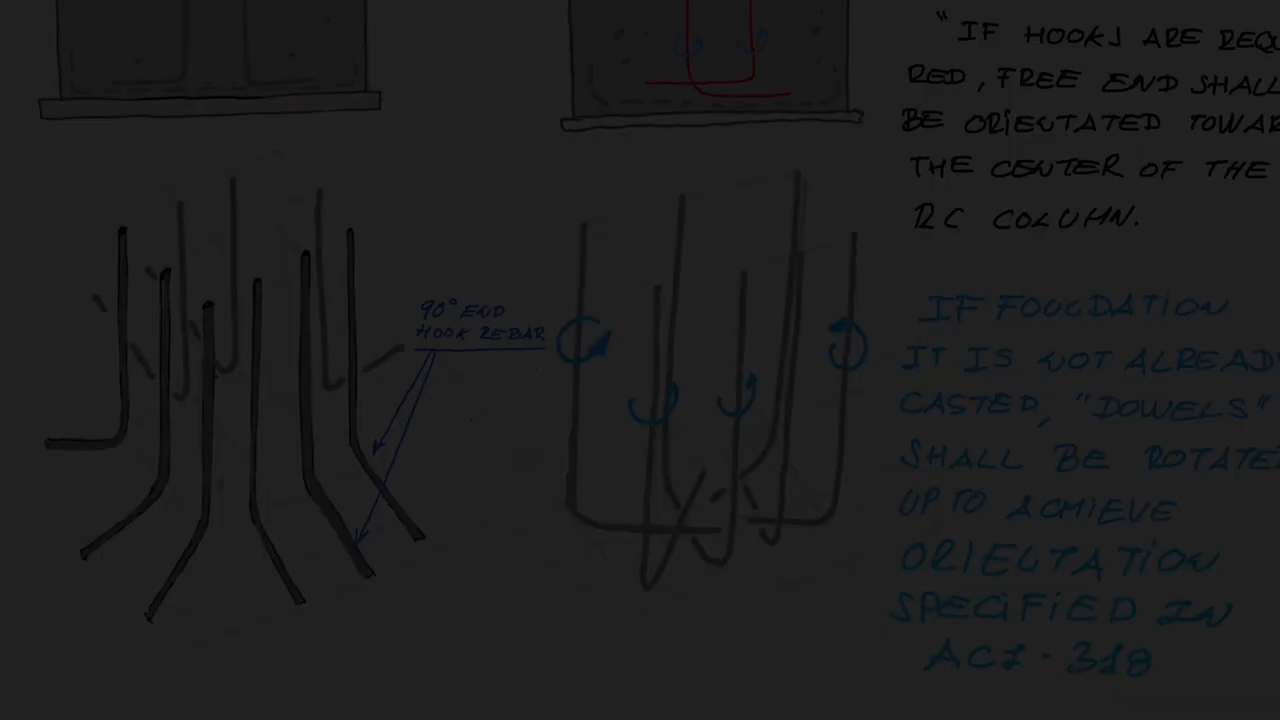 90° END
HOOK REBAR
"IF HOOKS ARE REQU
RED, FREE END SHALL
BE ORIENTATED TOWAR
THE CENTER OF THE
RC COLUMN.
IF FOUNDATION
IT IS NOT ALREAD
CASTED, "DOWELS"
SHALL BE ROTATE
UP TO ACHIEVE
ORIENTATION
SPECIFIED IN
ACI-318